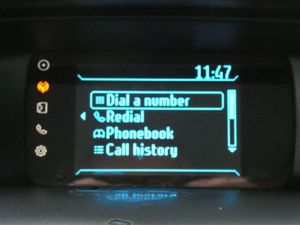 11:47
Dial a number
Redial
Phonebook
Call history